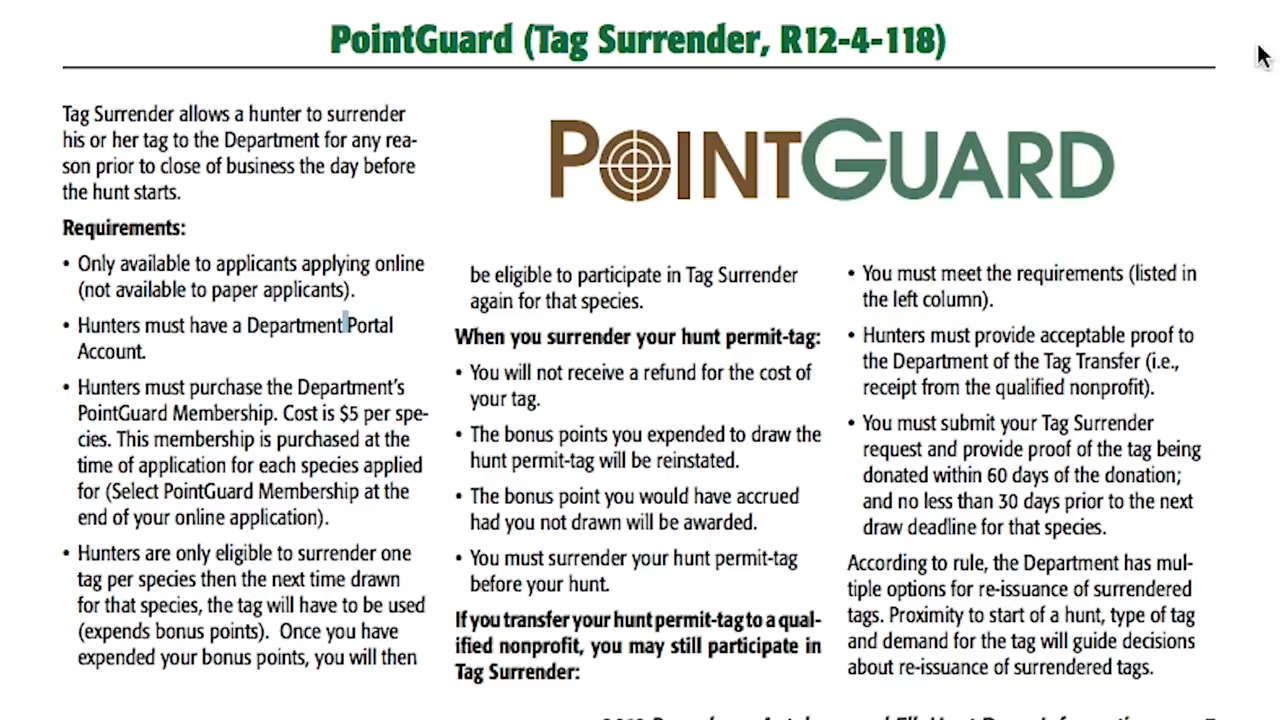 PointGuard (Tag Surrender, R12-4-118)
Tag Surrender allows a hunter to surrender
his or her tag to the Department for any rea-
son prior to close of business the day before
the hunt starts.
Requirements:
• Only available to applicants applying online
(not available to paper applicants).
• Hunters must have a Department Portal
Account.
• Hunters must purchase the Department's
PointGuard Membership. Cost is $5 per spe-
cies. This membership is purchased at the
time of application for each species applied
for (Select PointGuard Membership at the
end of your online application).
• Hunters are only eligible to surrender one
tag per species then the next time drawn
for that species, the tag will have to be used
(expends bonus points). Once you have
expended your bonus points, you will then
POINTGUARD
be eligible to participate in Tag Surrender
again for that species.
When you surrender your hunt permit-tag:
• You will not receive a refund for the cost of
your tag.
• The bonus points you expended to draw the
hunt permit-tag will be reinstated.
• The bonus point you would have accrued
had you not drawn will be awarded.
• You must surrender your hunt permit-tag
before your hunt.
If you transfer your hunt permit-tag to a qual-
ified nonprofit, you may still participate in
Tag Surrender:
• You must meet the requirements (listed in
the left column).
• Hunters must provide acceptable proof to
the Department of the Tag Transfer (i.e.,
receipt from the qualified nonprofit).
• You must submit your Tag Surrender
request and provide proof of the tag being
donated within 60 days of the donation;
and no less than 30 days prior to the next
draw deadline for that species.
According to rule, the Department has mul-
tiple options for re-issuance of surrendered
tags. Proximity to start of a hunt, type of tag
and demand for the tag will guide decisions
about re-issuance of surrendered tags.